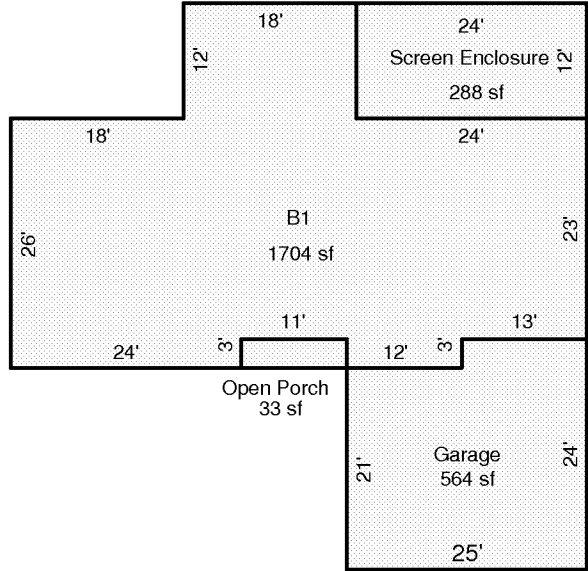 18'
24'
12'
Screen Enclosure
12'
288 sf
18'
24'
B1
26'
23'
1704 sf
11'
13'
24'
3'
12'
3'
Open Porch
33 sf
21'
Garage
24'
564 sf
25'